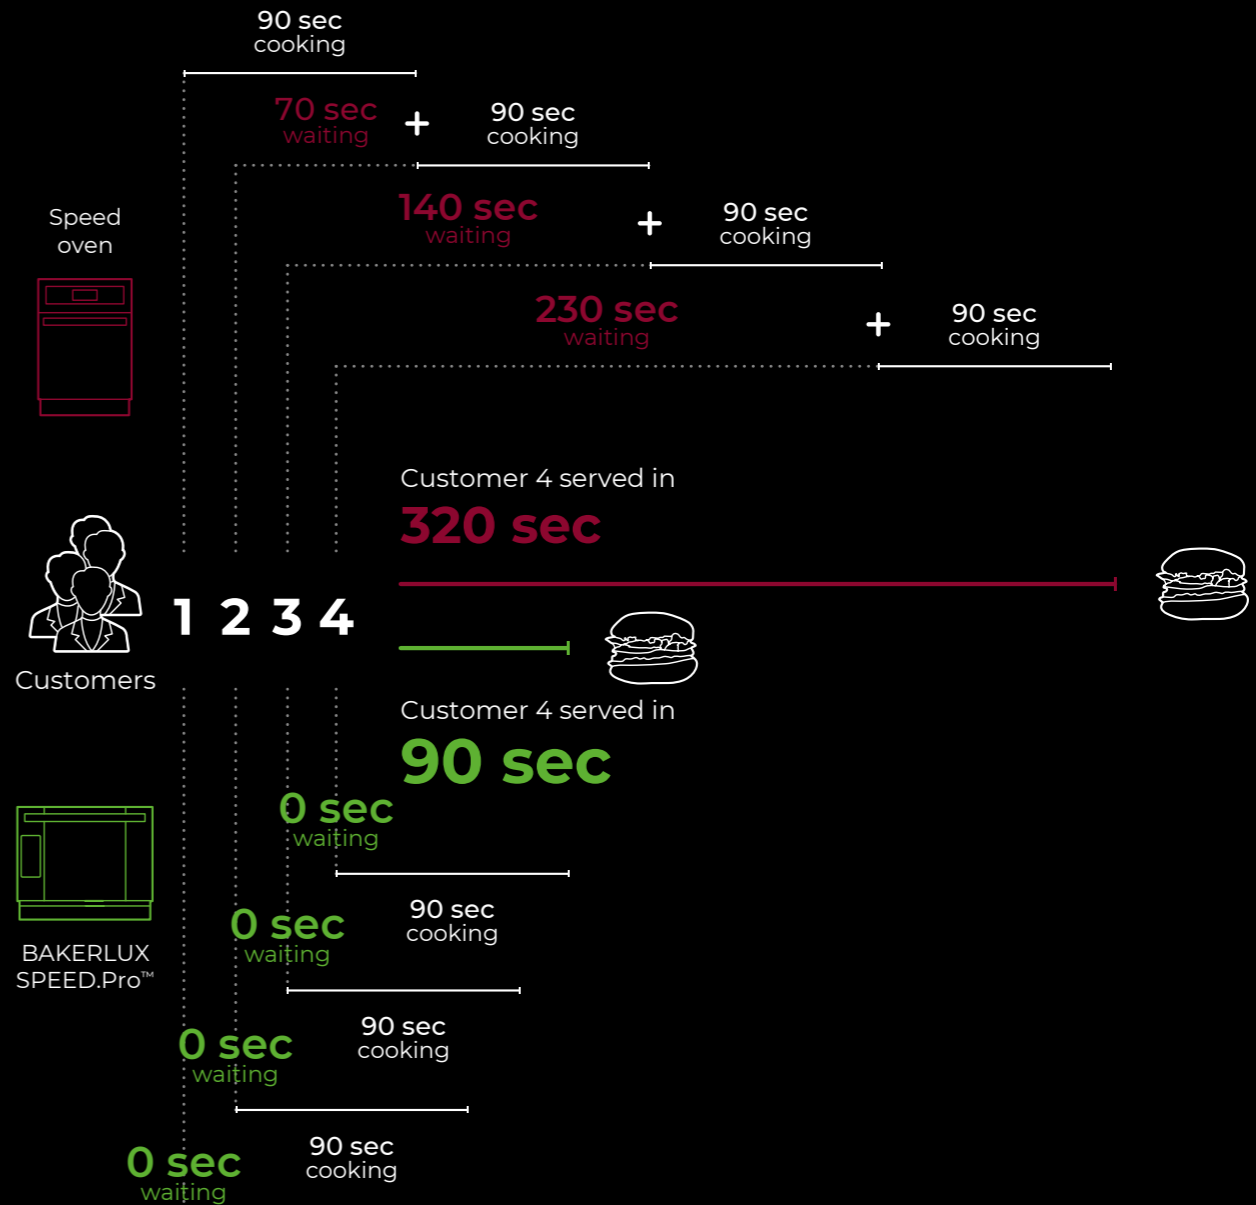 90 sec
cooking
70 sec
waiting
+
90 sec
cooking
140 sec
waiting
+
90 sec
cooking
230 sec
waiting
+
90 sec
cooking
Speed
oven
Customer 4 served in
320 sec
1 2 3 4
Customers
Customer 4 served in
90 sec
0 sec
waiting
90 sec
cooking
BAKERLUX
SPEED.Pro™
0 sec
waiting
90 sec
cooking
0 sec
waiting
90 sec
cooking
0 sec
waiting